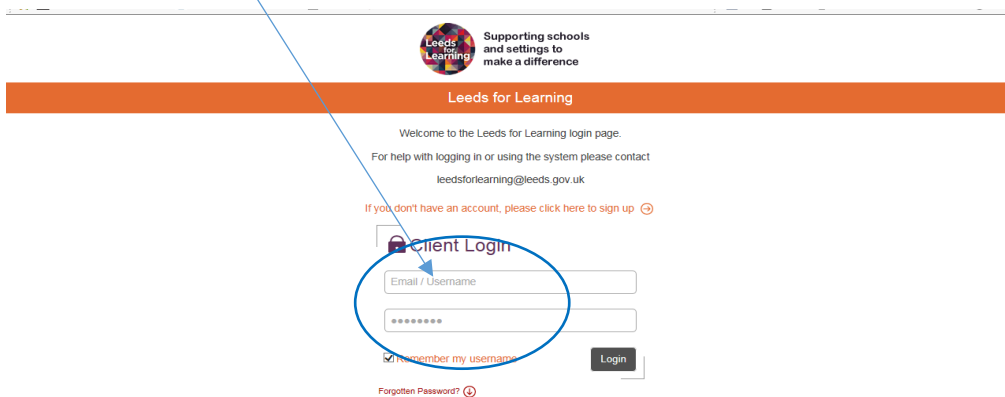 Leeds
for
Learning
Supporting schools
and settings to
make a difference
Leeds for Learning
Welcome to the Leeds for Learning login page.
For help with logging in or using the system please contact
leedsforlearning@leeds.gov.uk
If you don't have an account, please click here to sign up
Client Login
Email / Username
●●●●●●●●
Remember my username
Login
Forgotten Password?